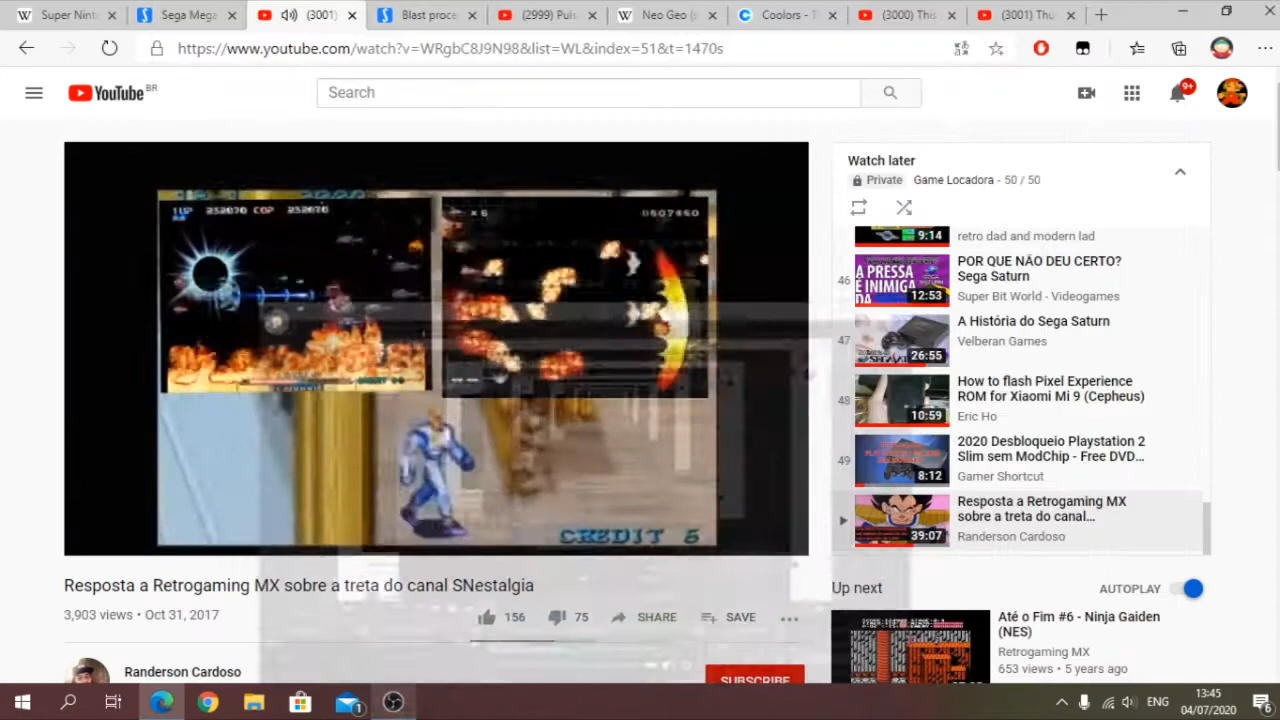 Super Nint
Sega Mega
(3001)
Blast proce
(2999) Puls
Neo Geo (s
Coolors - T
(3000) This
(3001) Thu
https://www.youtube.com/watch?v=WRgbC8J9N98&list=WL&index=51&t=1470s
YouTube BR
Search
9+
Watch later
Private Game Locadora - 50 / 50
9:14 retro dad and modern lad
46 A PRESSA É INIMIGA DA 12:53 POR QUE NÃO DEU CERTO?
Sega Saturn
Super Bit World - Videogames
47 26:55 A História do Sega Saturn
Velberan Games
48 10:59 How to flash Pixel Experience
ROM for Xiaomi Mi 9 (Cepheus)
Eric Ho
49 8:12 2020 Desbloqueio Playstation 2
Slim sem ModChip - Free DVD...
Gamer Shortcut
39:07 Resposta a Retrogaming MX
sobre a treta do canal...
Randerson Cardoso
CREDIT 6
Resposta a Retrogaming MX sobre a treta do canal SNestalgia
3,903 views • Oct 31, 2017
156 75 SHARE SAVE
Randerson Cardoso
SUBSCRIBE
Up next AUTOPLAY
Até o Fim #6 - Ninja Gaiden
(NES)
Retrogaming MX
653 views • 5 years ago
1 ENG 13:45
04/07/2020 6